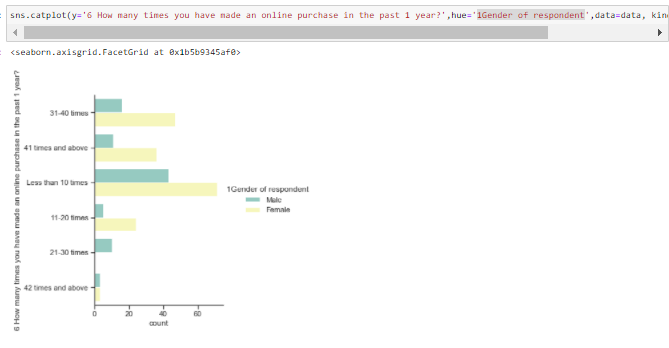 sns.catplot(y='6 How many times you have made an online purchase in the past 1 year?',hue='1Gender of respondent',data=data, kin
<seaborn.axisgrid.FacetGrid at 0x1b5b9345af0>
6 How many times you have made an online purchase in the past 1 year?
31-40 times
41 times and above
Less than 10 times
11-20 times
21-30 times
42 times and above
0 20 40 60
count
1Gender of respondent
Male
Female